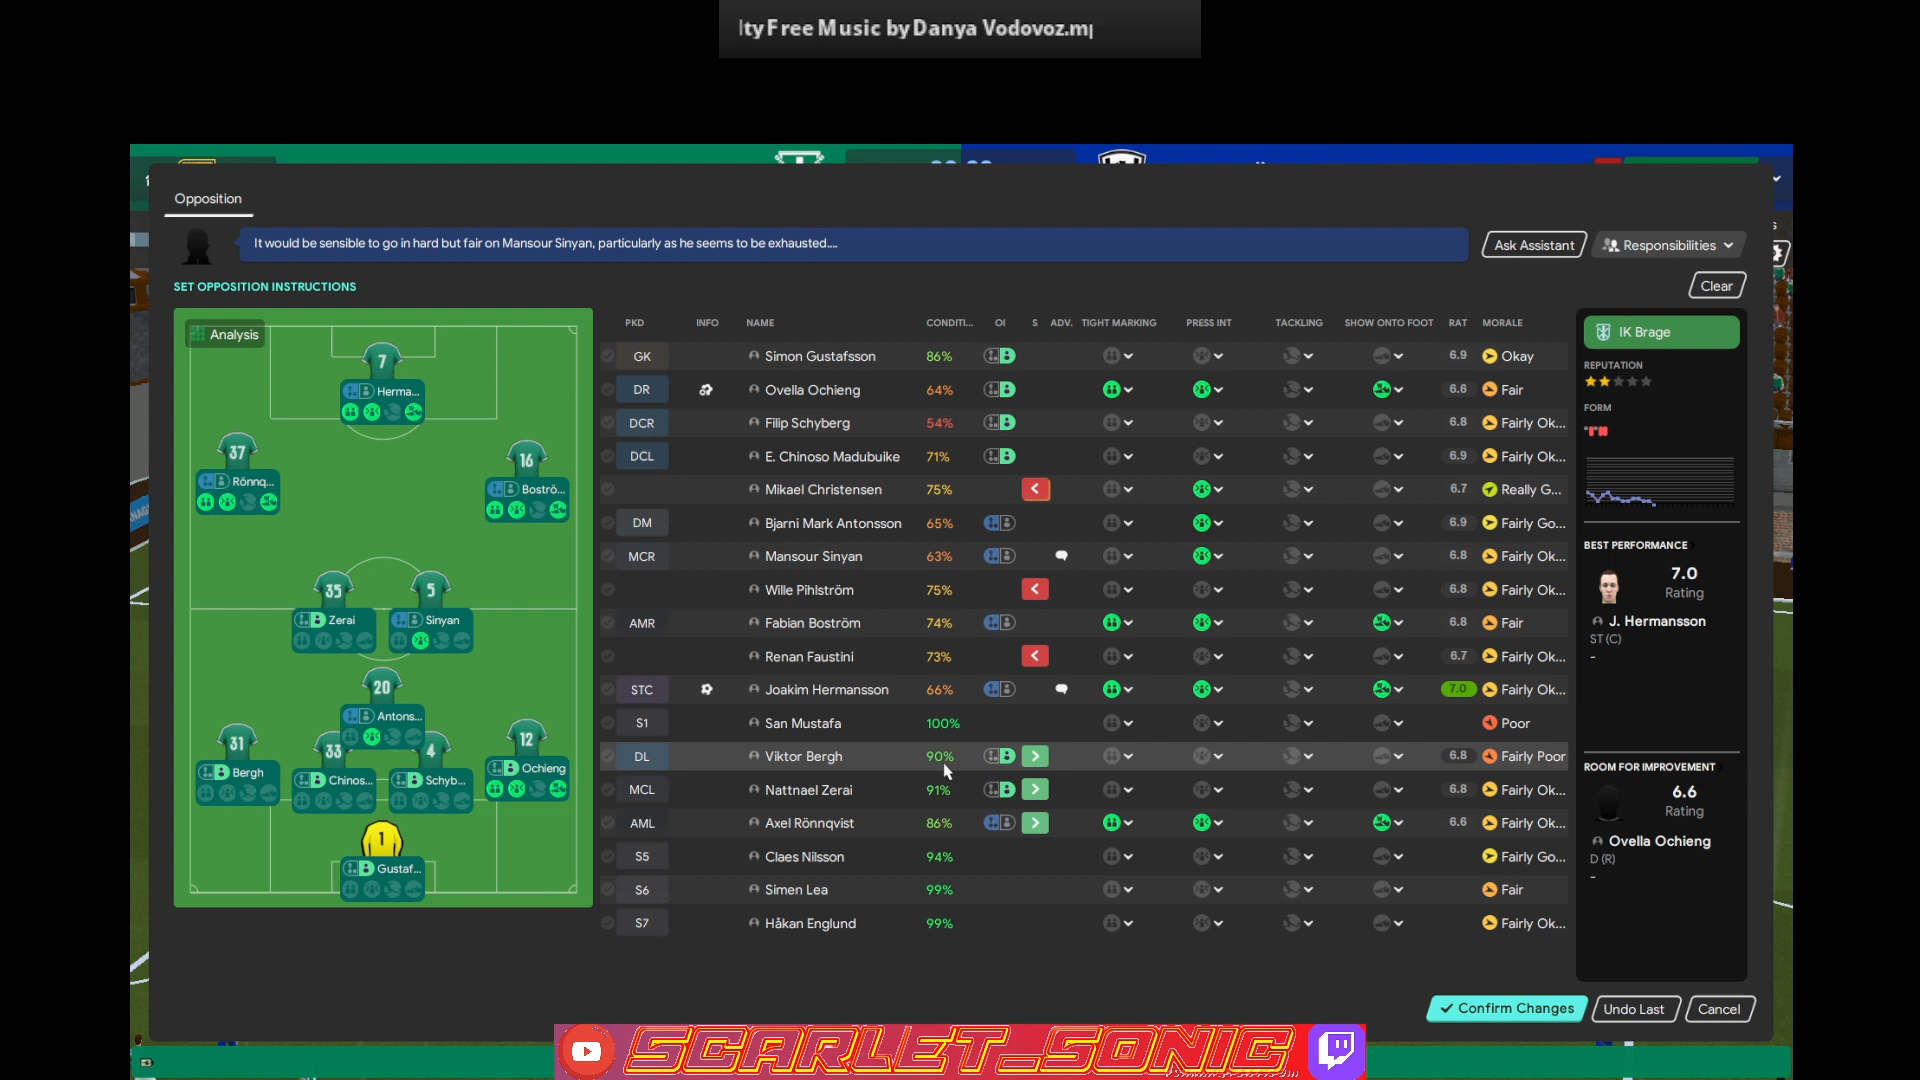 ity Free Music by Danya Vodovoz.mp
Opposition
It would be sensible to go in hard but fair on Mansour Sinyan, particularly as he seems to be exhausted....
Ask Assistant
Responsibilities
SET OPPOSITION INSTRUCTIONS
Clear
Analysis
7
Herma...
37
Rönnq...
16
Boströ...
35
Zerai
5
Sinyan
20
Antons...
31
Bergh
33
Chinos...
4
Schyb...
12
Ochieng
1
Gustaf...
PKD INFO NAME CONDITI... OI S ADV. TIGHT MARKING PRESS INT TACKLING SHOW ONTO FOOT RAT MORALE
GK Simon Gustafsson 86% 6.9 Okay
DR Ovella Ochieng 64% 6.6 Fair
DCR Filip Schyberg 54% 6.8 Fairly Ok...
DCL E. Chinoso Madubuike 71% 6.9 Fairly Ok...
Mikael Christensen 75% 6.7 Really G...
DM Bjarni Mark Antonsson 65% 6.9 Fairly Go...
MCR Mansour Sinyan 63% 6.8 Fairly Ok...
Wille Pihlström 75% 6.8 Fairly Ok...
AMR Fabian Boström 74% 6.8 Fair
Renan Faustini 73% 6.7 Fairly Ok...
STC Joakim Hermansson 66% 7.0 Fairly Ok...
S1 San Mustafa 100% Poor
DL Viktor Bergh 90% 6.8 Fairly Poor
MCL Nattnael Zerai 91% 6.8 Fairly Ok...
AML Axel Rönnqvist 86% 6.6 Fairly Ok...
S5 Claes Nilsson 94% Fairly Go...
S6 Simen Lea 99% Fair
S7 Håkan Englund 99% Fairly Ok...
IK Brage
REPUTATION
FORM
BEST PERFORMANCE
7.0
Rating
J. Hermansson
ST (C)
-
ROOM FOR IMPROVEMENT
6.6
Rating
Ovella Ochieng
D (R)
-
Confirm Changes
Undo Last
Cancel
SCARLET_SONIC